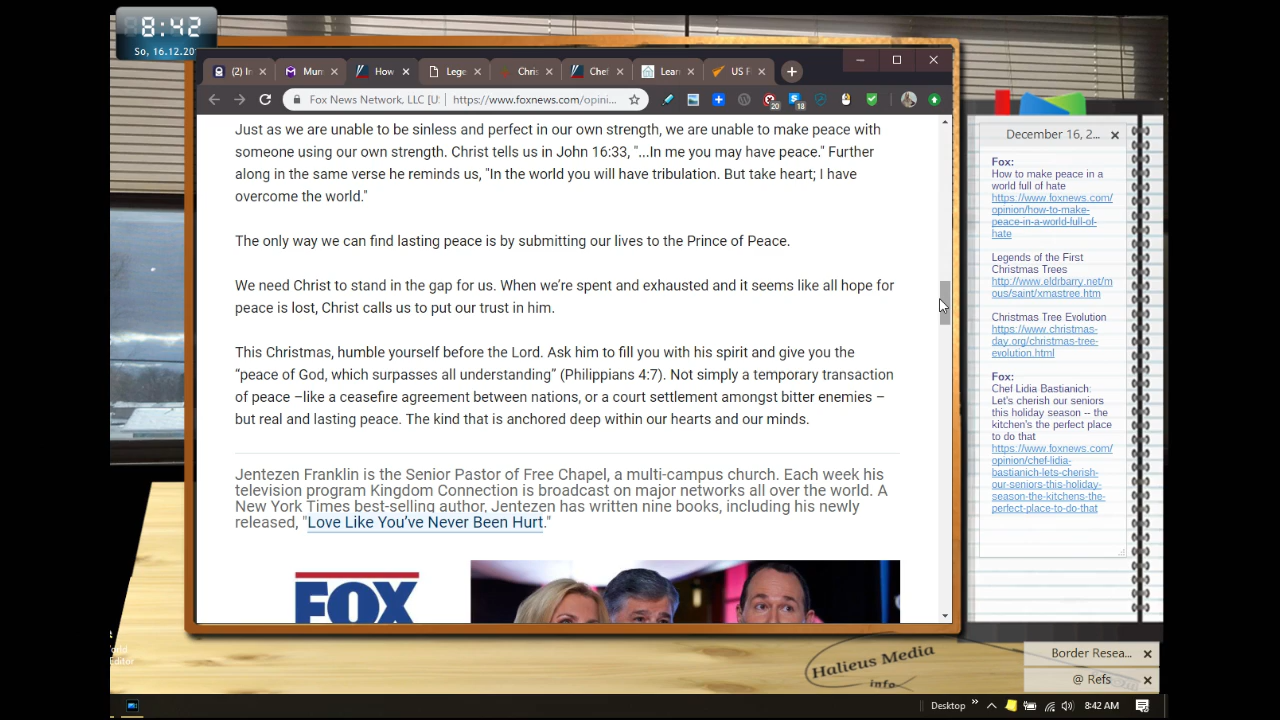 8:42
So, 16.12.20
(2) I
Mun
How
Lege
Chris
Chef
Learn
US F
Fox News Network, LLC [U
https://www.foxnews.com/opini...
20
18
Just as we are unable to be sinless and perfect in our own strength, we are unable to make peace with
someone using our own strength. Christ tells us in John 16:33, "...In me you may have peace." Further
along in the same verse he reminds us, "In the world you will have tribulation. But take heart; I have
overcome the world."
The only way we can find lasting peace is by submitting our lives to the Prince of Peace.
We need Christ to stand in the gap for us. When we're spent and exhausted and it seems like all hope for
peace is lost, Christ calls us to put our trust in him.
This Christmas, humble yourself before the Lord. Ask him to fill you with his spirit and give you the
“peace of God, which surpasses all understanding” (Philippians 4:7). Not simply a temporary transaction
of peace –like a ceasefire agreement between nations, or a court settlement amongst bitter enemies –
but real and lasting peace. The kind that is anchored deep within our hearts and our minds.
Jentezen Franklin is the Senior Pastor of Free Chapel, a multi-campus church. Each week his
television program Kingdom Connection is broadcast on major networks all over the world. A
New York Times best-selling author, Jentezen has written nine books, including his newly
released, "Love Like You've Never Been Hurt."
FOX
December 16, 2...
Fox:
How to make peace in a
world full of hate
https://www.foxnews.com/
opinion/how-to-make-
peace-in-a-world-full-of-
hate
Legends of the First
Christmas Trees
http://www.eldrbarry.net/m
ous/saint/xmastree.htm
Christmas Tree Evolution
https://www.christmas-
day.org/christmas-tree-
evolution.html
Fox:
Chef Lidia Bastianich:
Let's cherish our seniors
this holiday season -- the
kitchen's the perfect place
to do that
https://www.foxnews.com/
opinion/chef-lidia-
bastianich-lets-cherish-
our-seniors-this-holiday-
season-the-kitchens-the-
perfect-place-to-do-that
Border Resea...
@ Refs
Halieus Media
info
Desktop
8:42 AM